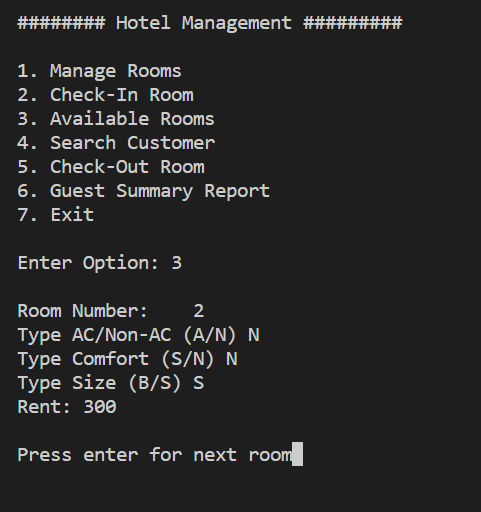 ######## Hotel Management #########
1. Manage Rooms
2. Check-In Room
3. Available Rooms
4. Search Customer
5. Check-Out Room
6. Guest Summary Report
7. Exit
Enter Option: 3
Room Number:    2
Type AC/Non-AC (A/N) N
Type Comfort (S/N) N
Type Size (B/S) S
Rent: 300
Press enter for next room